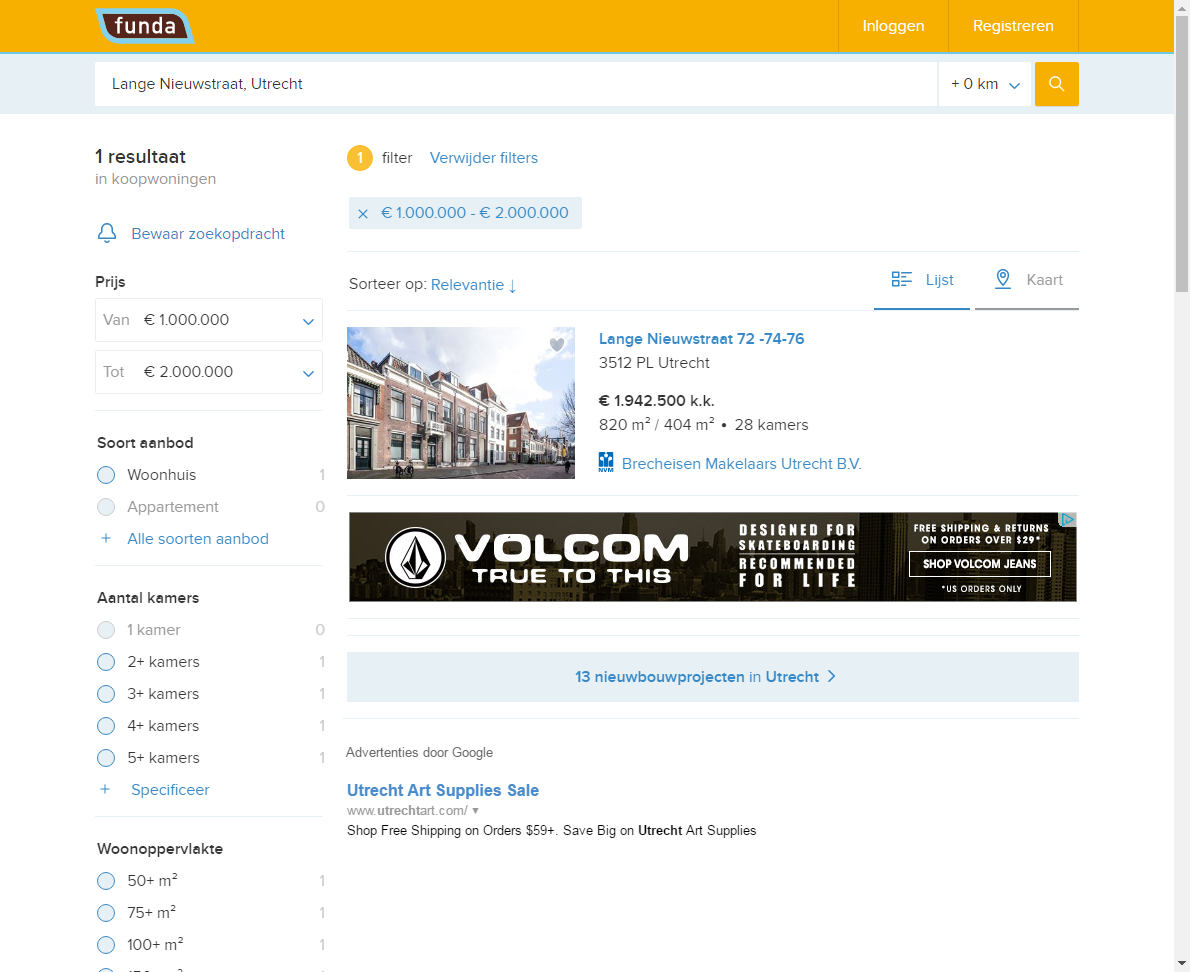 funda
Inloggen
Registreren
Lange Nieuwstraat, Utrecht
+ 0 km
1 resultaat
in koopwoningen
Bewaar zoekopdracht
Prijs
Van € 1.000.000
Tot € 2.000.000
Soort aanbod
Woonhuis 1
Appartement 0
+ Alle soorten aanbod
Aantal kamers
1 kamer 0
2+ kamers 1
3+ kamers 1
4+ kamers 1
5+ kamers 1
+ Specificeer
Woonoppervlakte
50+ m² 1
75+ m² 1
100+ m² 1
1 filter Verwijder filters
× € 1.000.000 - € 2.000.000
Sorteer op: Relevantie ↓
Lijst
Kaart
Lange Nieuwstraat 72 -74-76
3512 PL Utrecht
€ 1.942.500 k.k.
820 m² / 404 m² • 28 kamers
NVM Brecheisen Makelaars Utrecht B.V.
VOLCOM
TRUE TO THIS
DESIGNED FOR
SKATEBOARDING
RECOMMENDED
FOR LIFE
FREE SHIPPING & RETURNS
ON ORDERS OVER $29*
SHOP VOLCOM JEANS
*US ORDERS ONLY
13 nieuwbouwprojecten in Utrecht >
Advertenties door Google
Utrecht Art Supplies Sale
www.utrechtart.com/ ▼
Shop Free Shipping on Orders $59+. Save Big on Utrecht Art Supplies